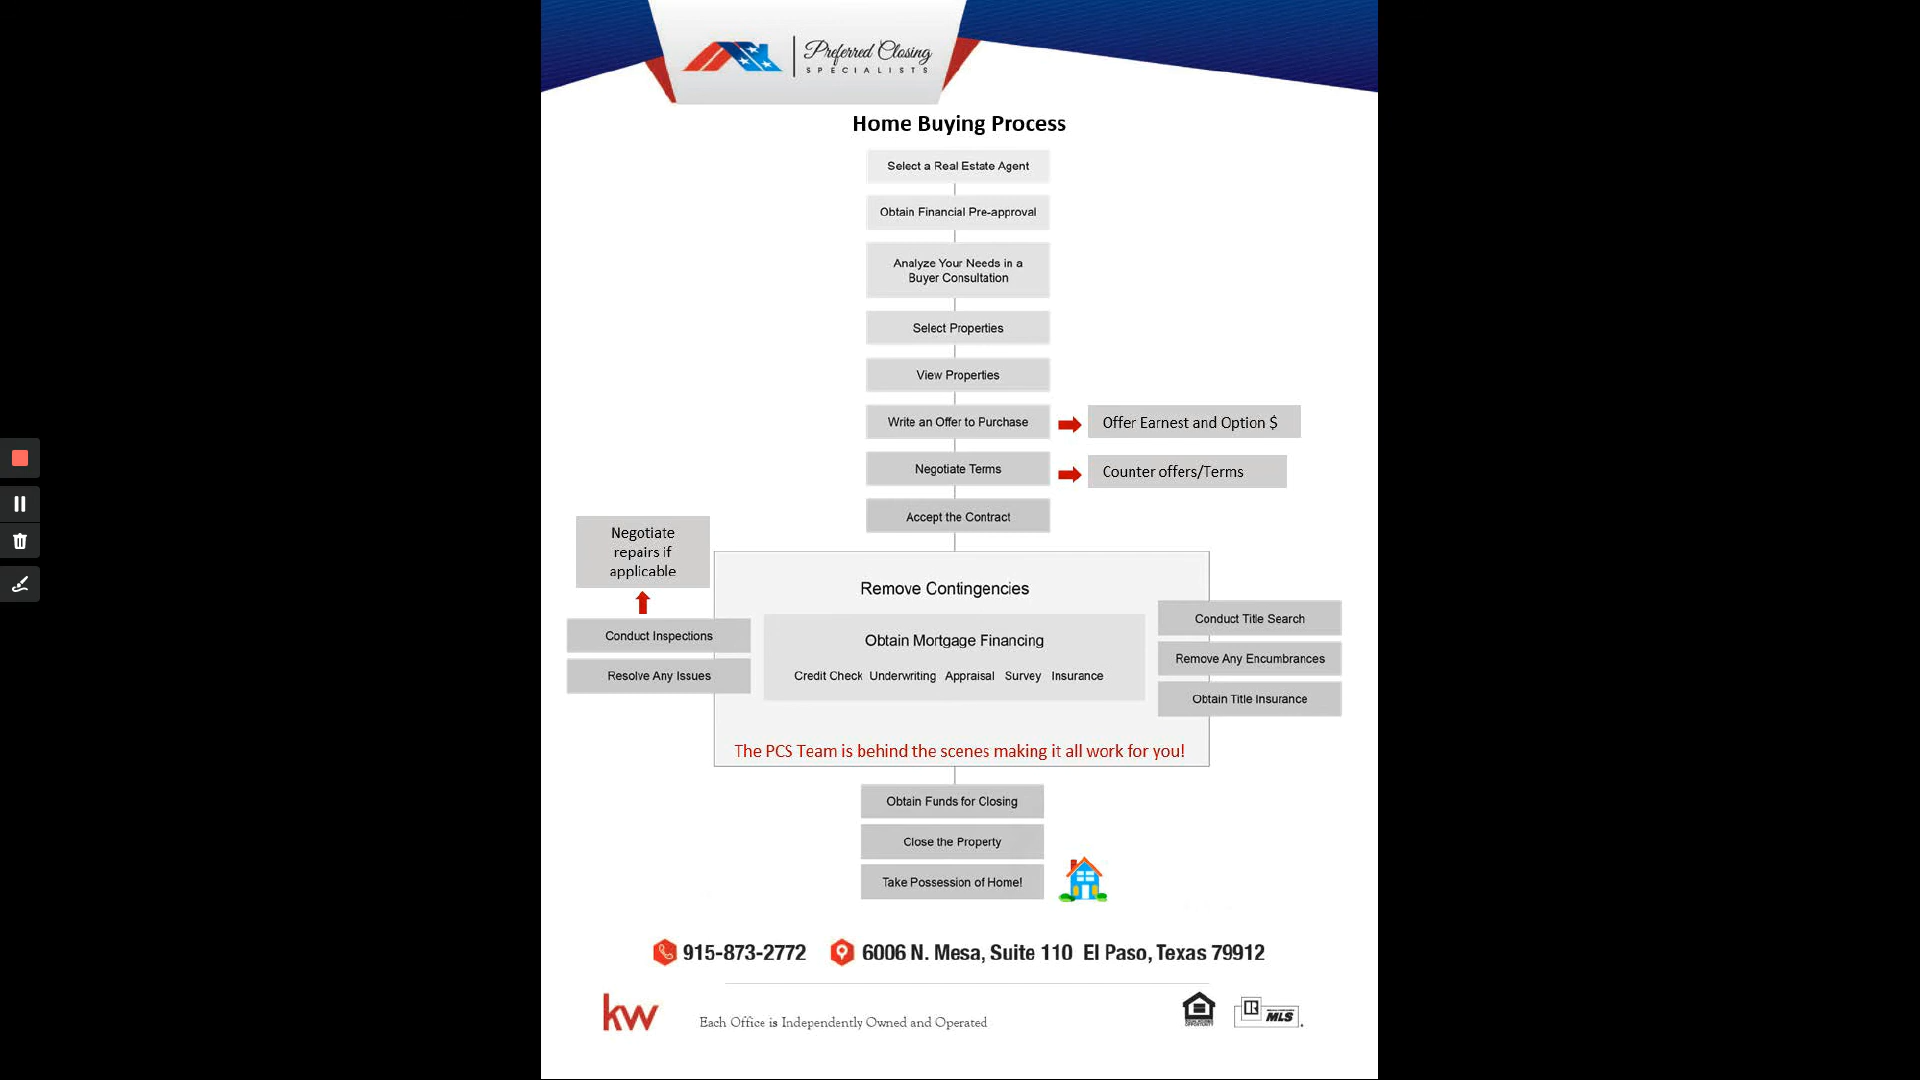 Preferred Closing
SPECIALISTS
Home Buying Process
Select a Real Estate Agent
Obtain Financial Pre-approval
Analyze Your Needs in a
Buyer Consultation
Select Properties
View Properties
Write an Offer to Purchase
Offer Earnest and Option $
Negotiate Terms
Counter offers/Terms
Accept the Contract
Negotiate
repairs if
applicable
Remove Contingencies
Conduct Inspections
Resolve Any Issues
Obtain Mortgage Financing
Credit Check Underwriting Appraisal Survey Insurance
Conduct Title Search
Remove Any Encumbrances
Obtain Title Insurance
The PCS Team is behind the scenes making it all work for you!
Obtain Funds for Closing
Close the Property
Take Possession of Home!
915-873-2772
6006 N. Mesa, Suite 110 El Paso, Texas 79912
kw
Each Office is Independently Owned and Operated
R
MLS